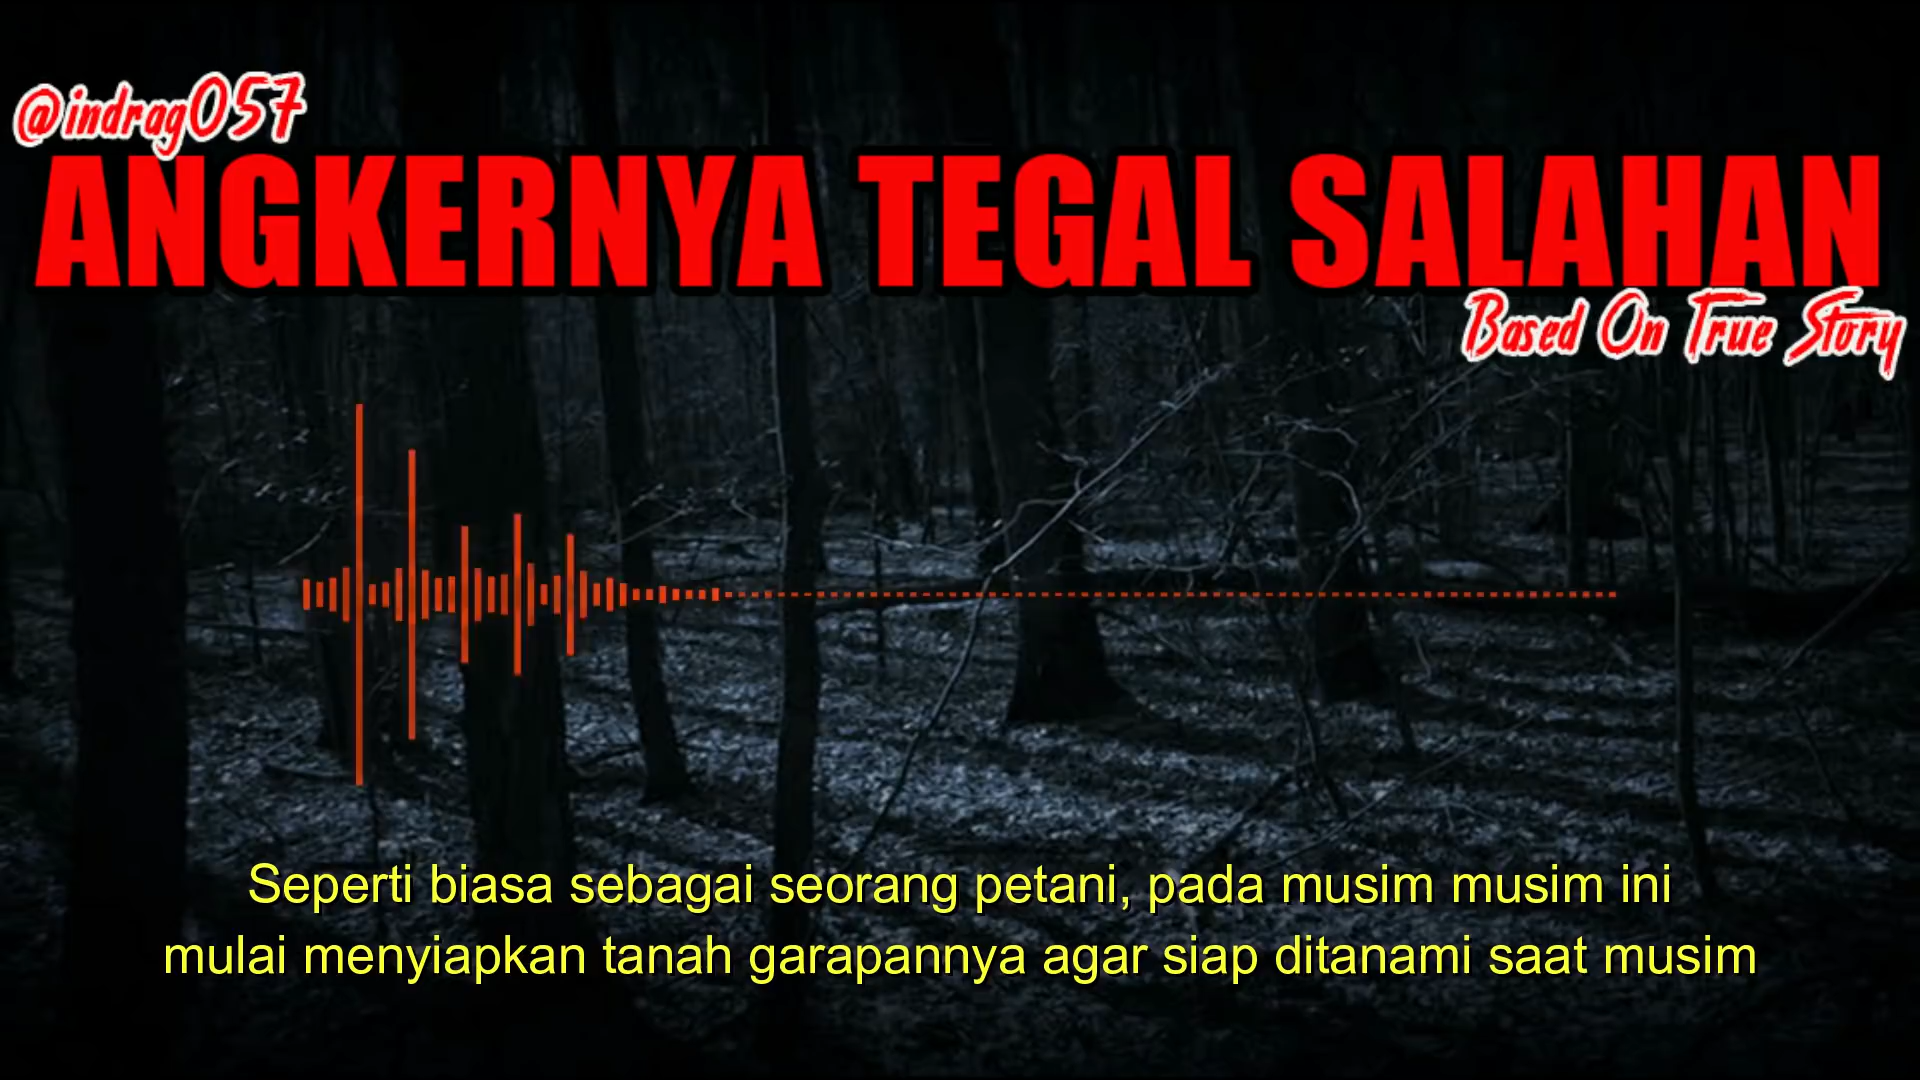 @indrag057
ANGKERNYA TEGAL SALAHAN
Based On True Story
Seperti biasa sebagai seorang petani, pada musim musim ini
mulai menyiapkan tanah garapannya agar siap ditanami saat musim